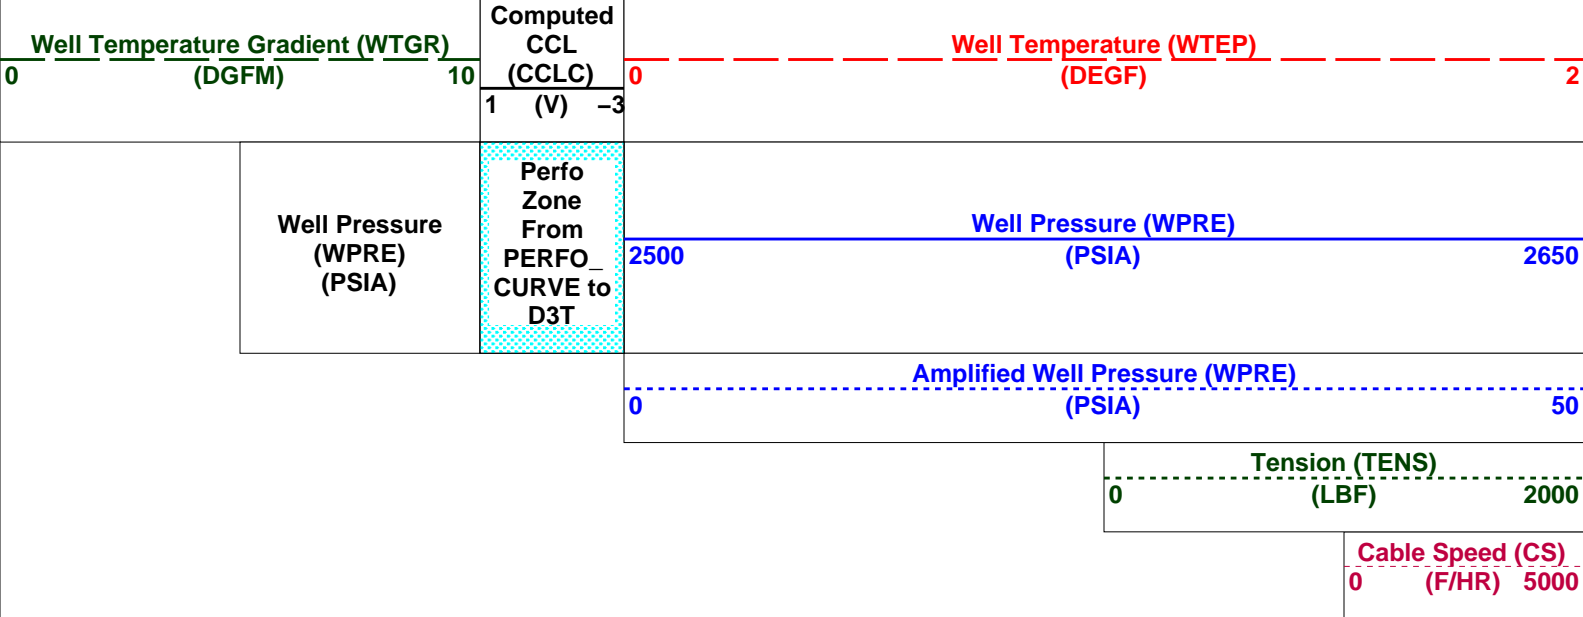 Well Temperature Gradient (WTGR)
0 (DGFM) 10
Computed
CCL
(CCLC)
1 (V) –3
Well Temperature (WTEP)
0 (DEGF) 2
Well Pressure
(WPRE)
(PSIA)
Perfo
Zone
From
PERFO_
CURVE to
D3T
Well Pressure (WPRE)
2500 (PSIA) 2650
Amplified Well Pressure (WPRE)
0 (PSIA) 50
Tension (TENS)
0 (LBF) 2000
Cable Speed (CS)
0 (F/HR) 5000